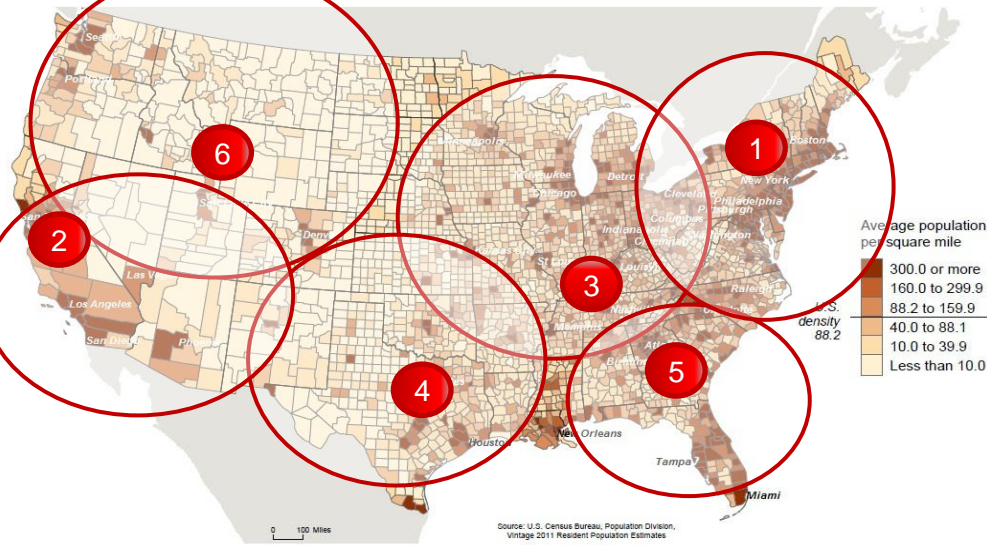 Seattle
Portland
6
1
Boston
Minneapolis
Milwaukee
Detroit
Chicago
New York
Cleveland
Philadelphia
Pittsburgh
Columbus
Indianapolis
2
Denver
Las V
3
Los Angeles
San Diego
Raleigh
Memphis
4
5
Houston
New Orleans
Tampa
Miami
Average population
per square mile
300.0 or more
160.0 to 299.9
88.2 to 159.9
U.S.
density
88.2
40.0 to 88.1
10.0 to 39.9
Less than 10.0
0 100 Miles
Source: U.S. Census Bureau, Population Division,
Vintage 2011 Resident Population Estimates